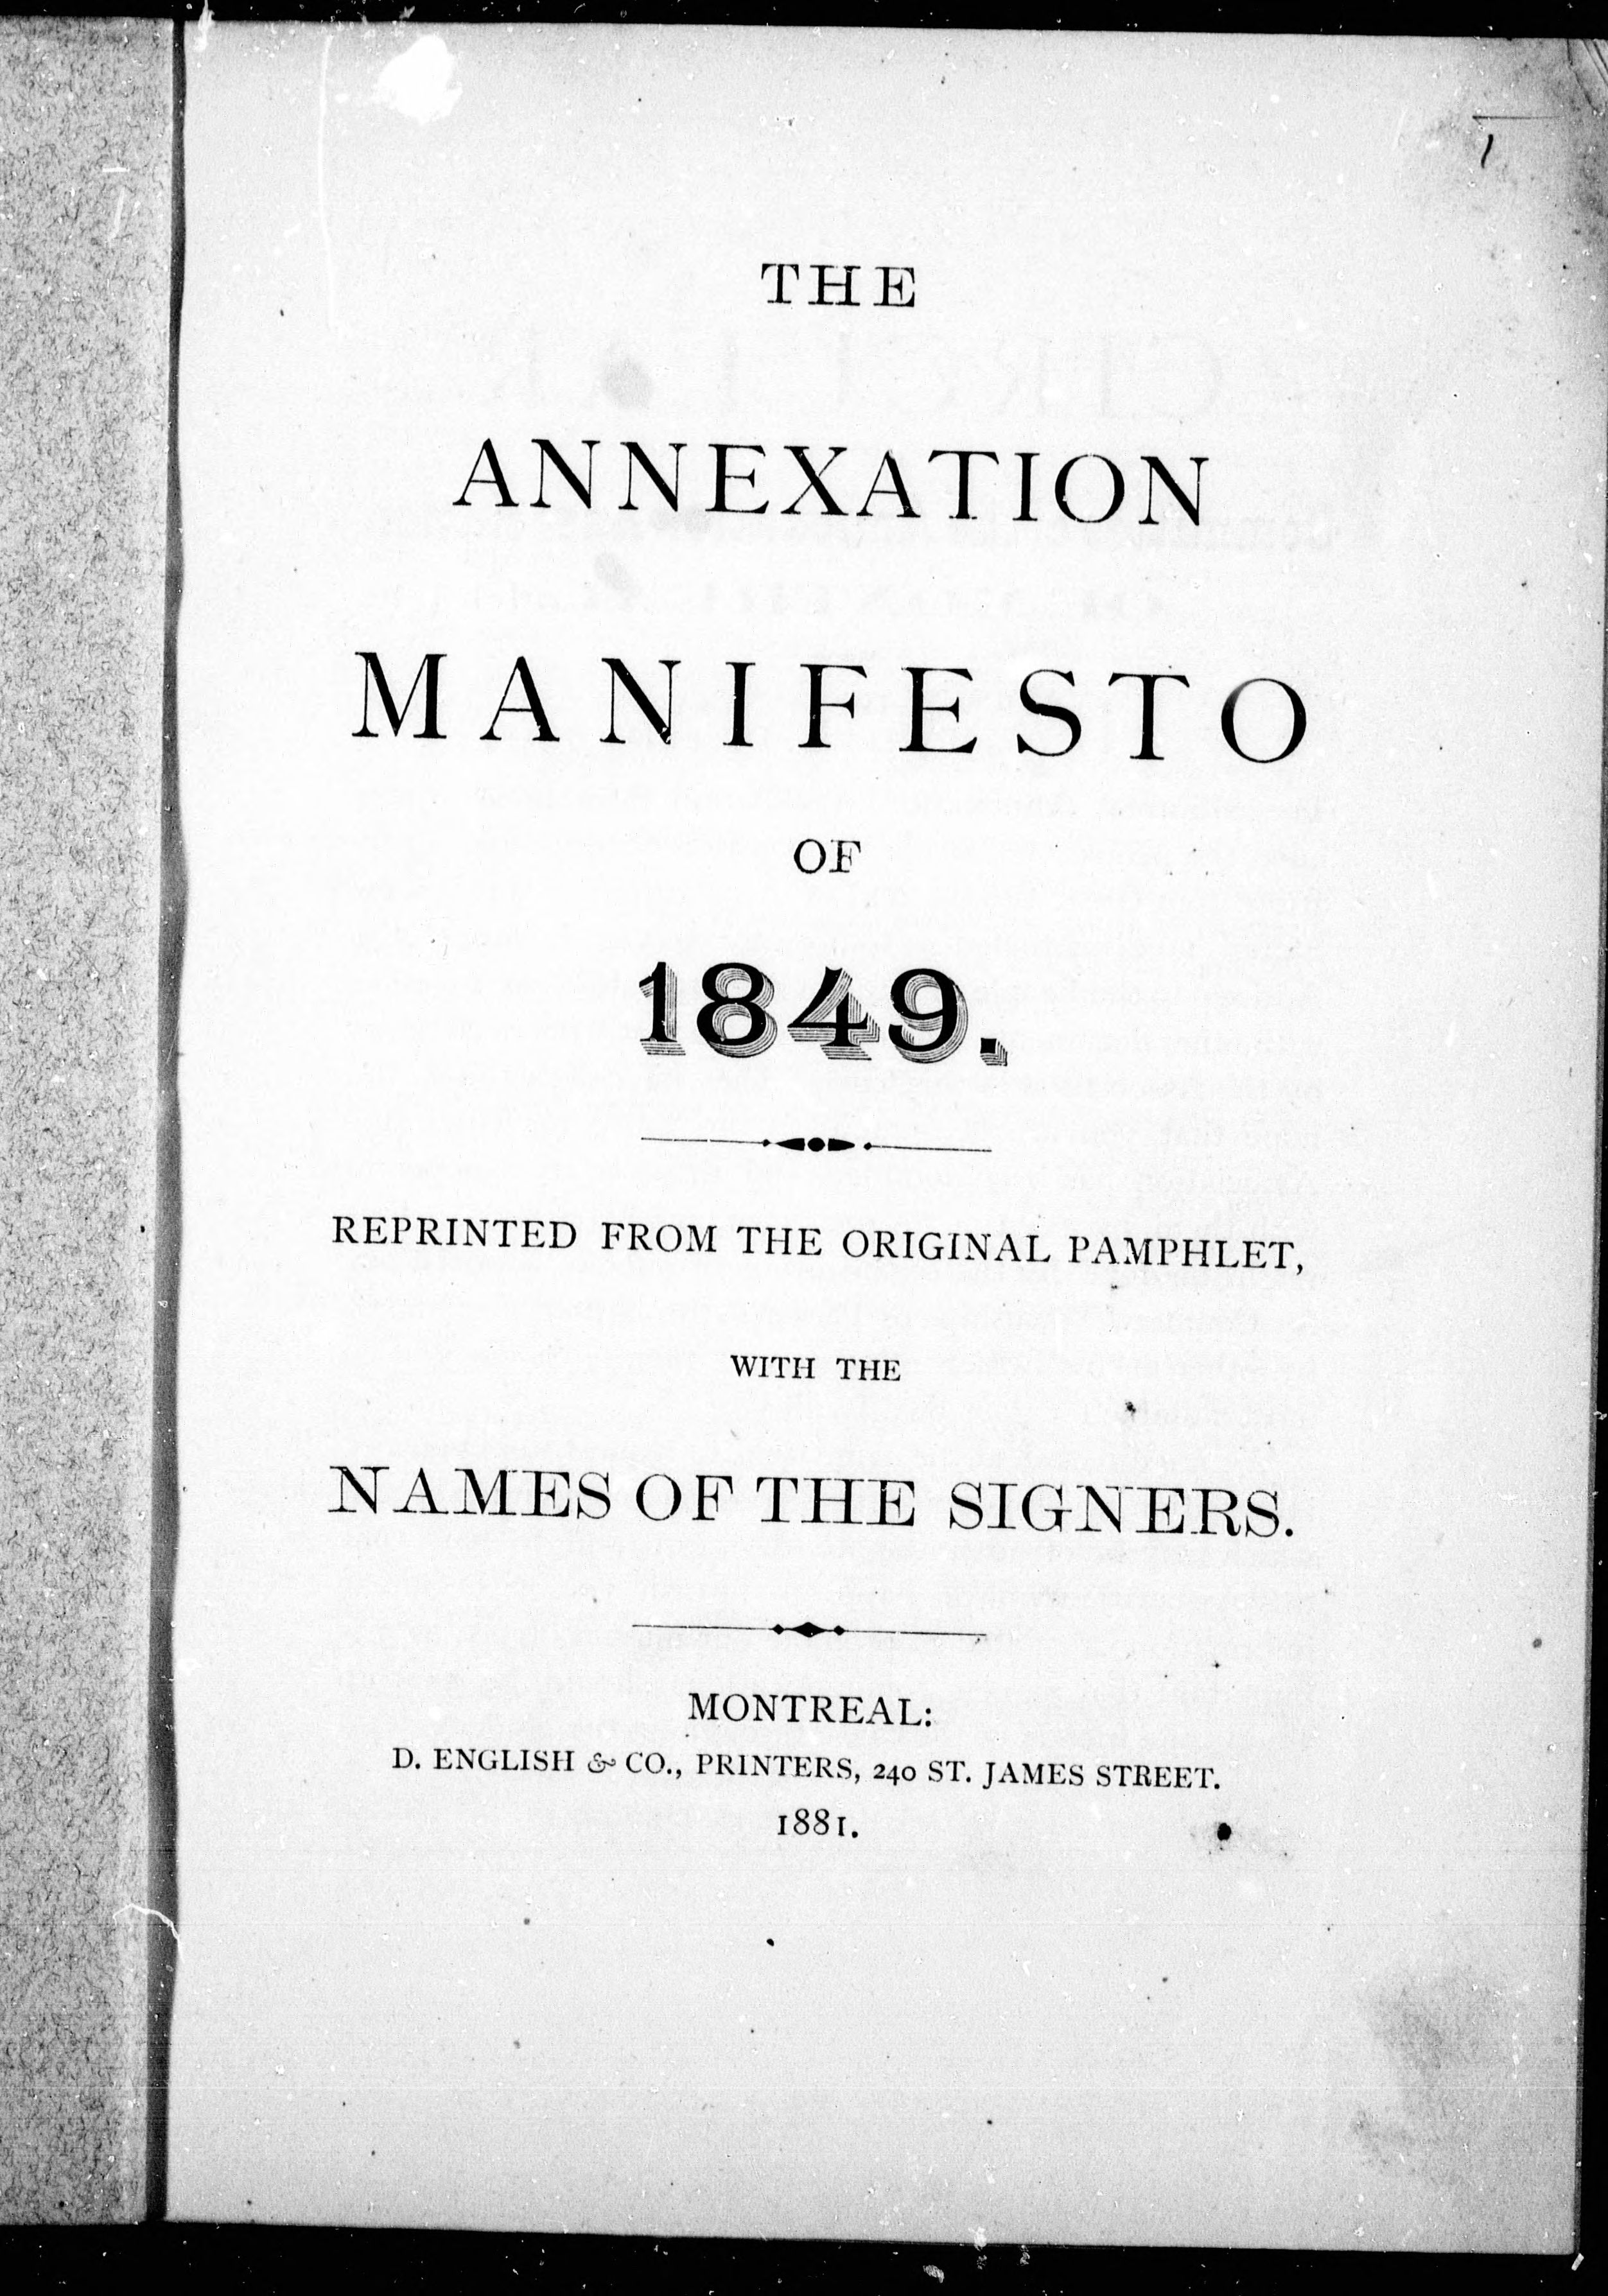 THE
ANNEXATION
MANIFESTO
OF
1849.
REPRINTED FROM THE ORIGINAL PAMPHLET,
WITH THE
NAMES OF THE SIGNERS.
MONTREAL:
D. ENGLISH & CO., PRINTERS, 240 ST. JAMES STREET.
1881.